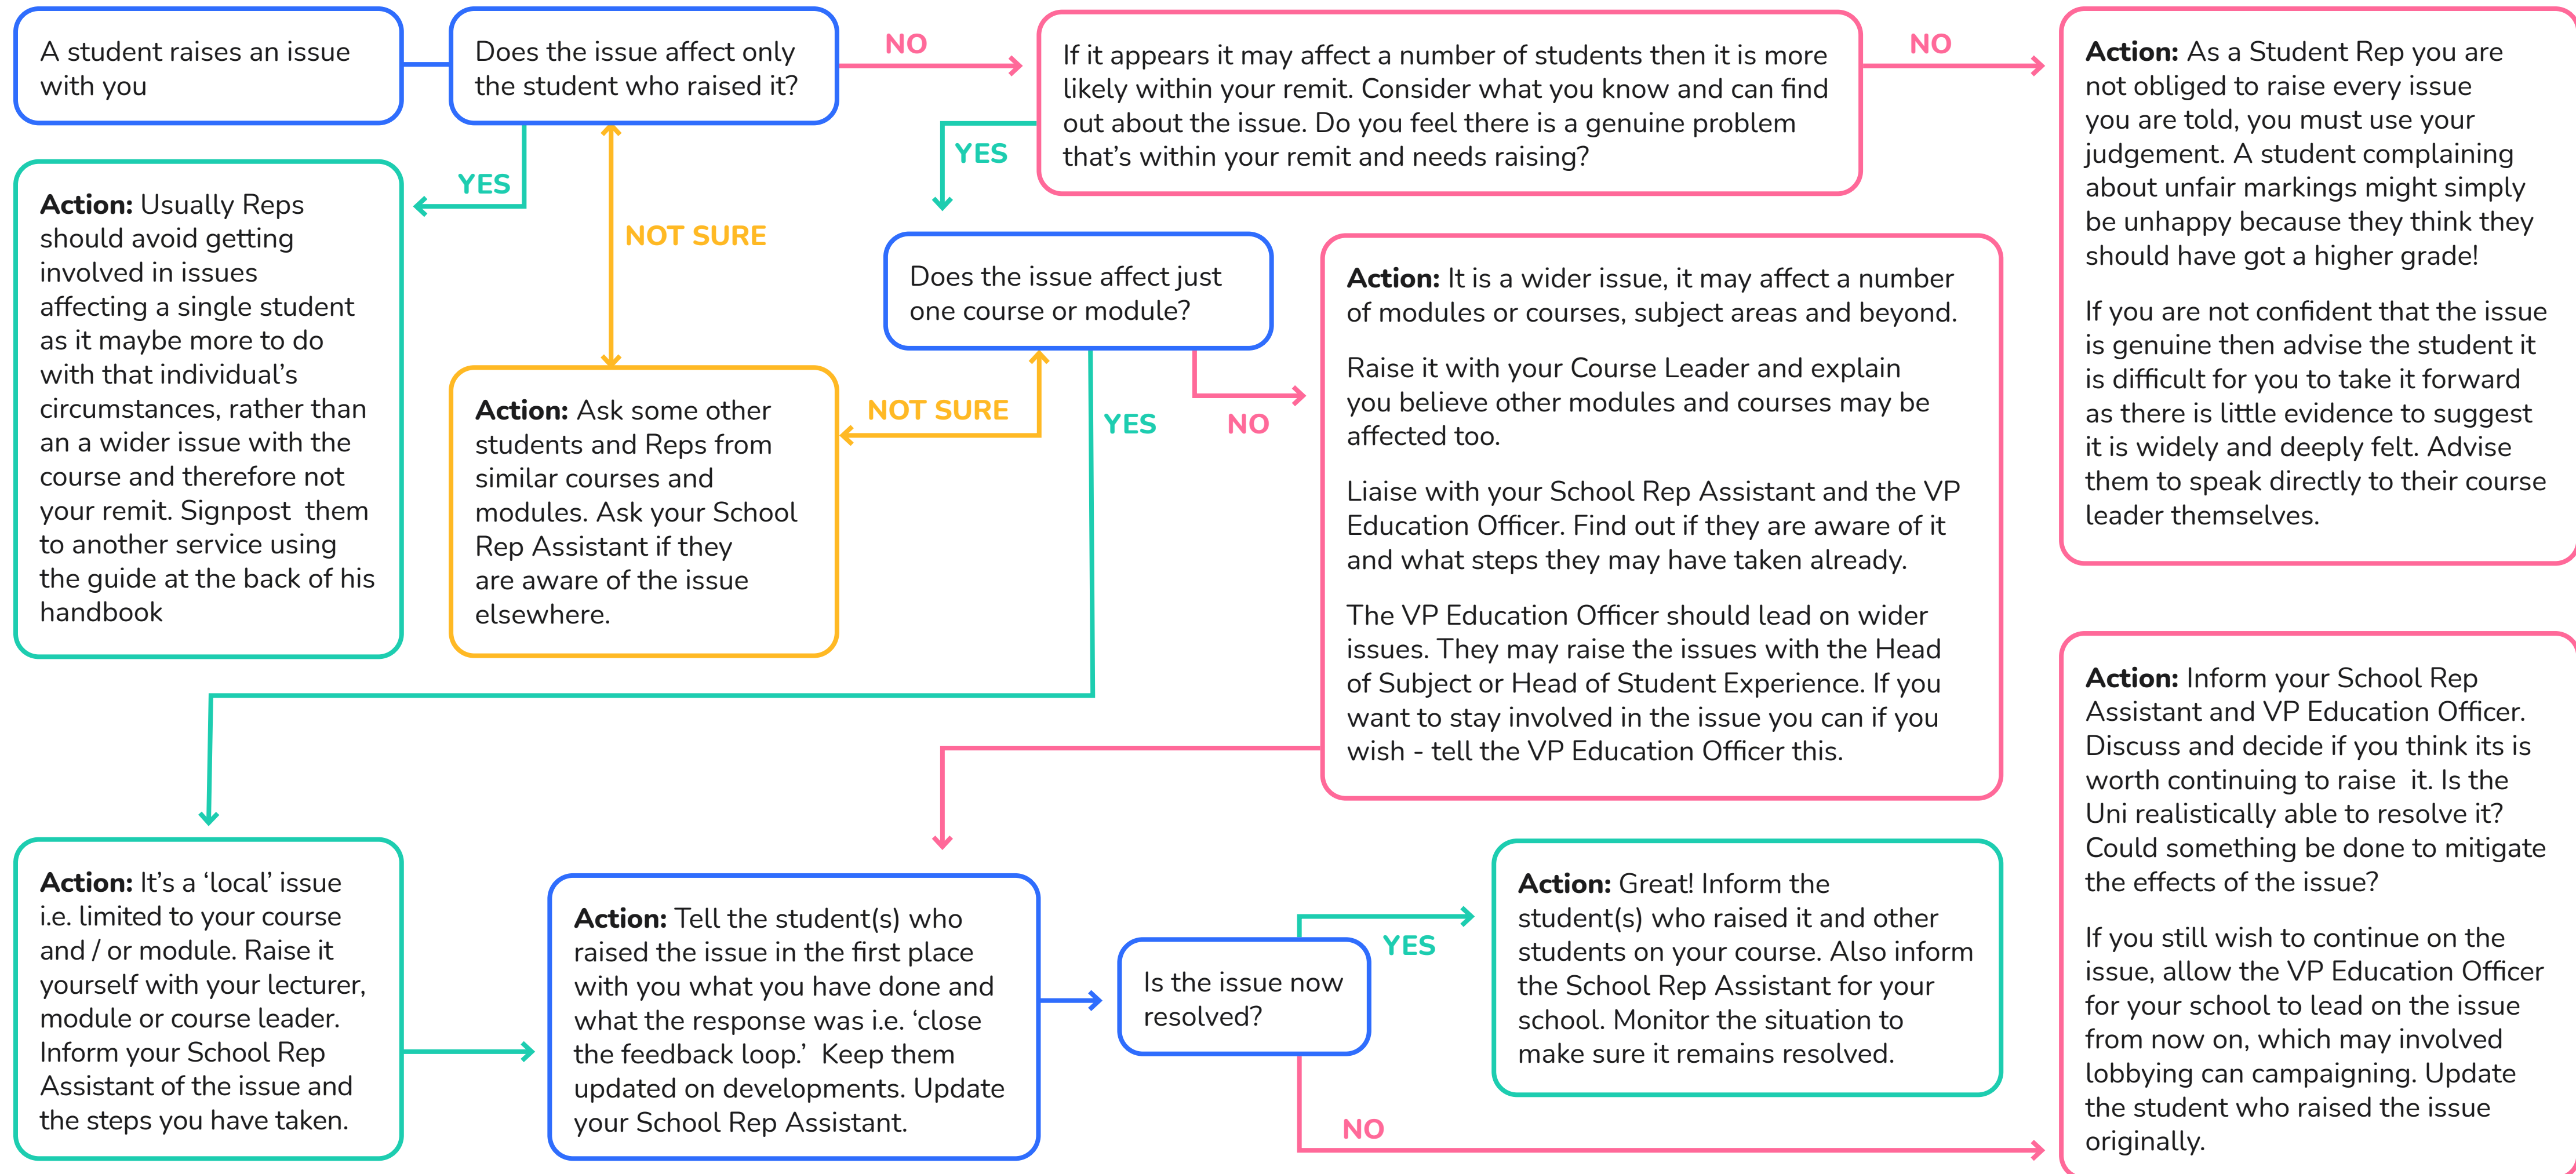 A student raises an issue
with you
Does the issue affect only
the student who raised it?
NO
If it appears it may affect a number of students then it is more
likely within your remit. Consider what you know and can find
out about the issue. Do you feel there is a genuine problem
that's within your remit and needs raising?
NO
Action: As a Student Rep you are
not obliged to raise every issue
you are told, you must use your
judgement. A student complaining
about unfair markings might simply
be unhappy because they think they
should have got a higher grade!
If you are not confident that the issue
is genuine then advise the student it
is difficult for you to take it forward
as there is little evidence to suggest
it is widely and deeply felt. Advise
them to speak directly to their course
leader themselves.
YES
Action: Usually Reps
should avoid getting
involved in issues
affecting a single student
as it maybe more to do
with that individual's
circumstances, rather than
an a wider issue with the
course and therefore not
your remit. Signpost  them
to another service using
the guide at the back of his
handbook
NOT SURE
Action: Ask some other
students and Reps from
similar courses and
modules. Ask your School
Rep Assistant if they
are aware of the issue
elsewhere.
YES
Does the issue affect just
one course or module?
NOT SURE
YES
NO
Action: It is a wider issue, it may affect a number
of modules or courses, subject areas and beyond.
Raise it with your Course Leader and explain
you believe other modules and courses may be
affected too.
Liaise with your School Rep Assistant and the VP
Education Officer. Find out if they are aware of it
and what steps they may have taken already.
The VP Education Officer should lead on wider
issues. They may raise the issues with the Head
of Subject or Head of Student Experience. If you
want to stay involved in the issue you can if you
wish - tell the VP Education Officer this.
Action: It's a ‘local’ issue
i.e. limited to your course
and / or module. Raise it
yourself with your lecturer,
module or course leader.
Inform your School Rep
Assistant of the issue and
the steps you have taken.
Action: Tell the student(s) who
raised the issue in the first place
with you what you have done and
what the response was i.e. ‘close
the feedback loop.’  Keep them
updated on developments. Update
your School Rep Assistant.
Is the issue now
resolved?
YES
Action: Great! Inform the
student(s) who raised it and other
students on your course. Also inform
the School Rep Assistant for your
school. Monitor the situation to
make sure it remains resolved.
NO
Action: Inform your School Rep
Assistant and VP Education Officer.
Discuss and decide if you think its is
worth continuing to raise  it. Is the
Uni realistically able to resolve it?
Could something be done to mitigate
the effects of the issue?
If you still wish to continue on the
issue, allow the VP Education Officer
for your school to lead on the issue
from now on, which may involved
lobbying can campaigning. Update
the student who raised the issue
originally.